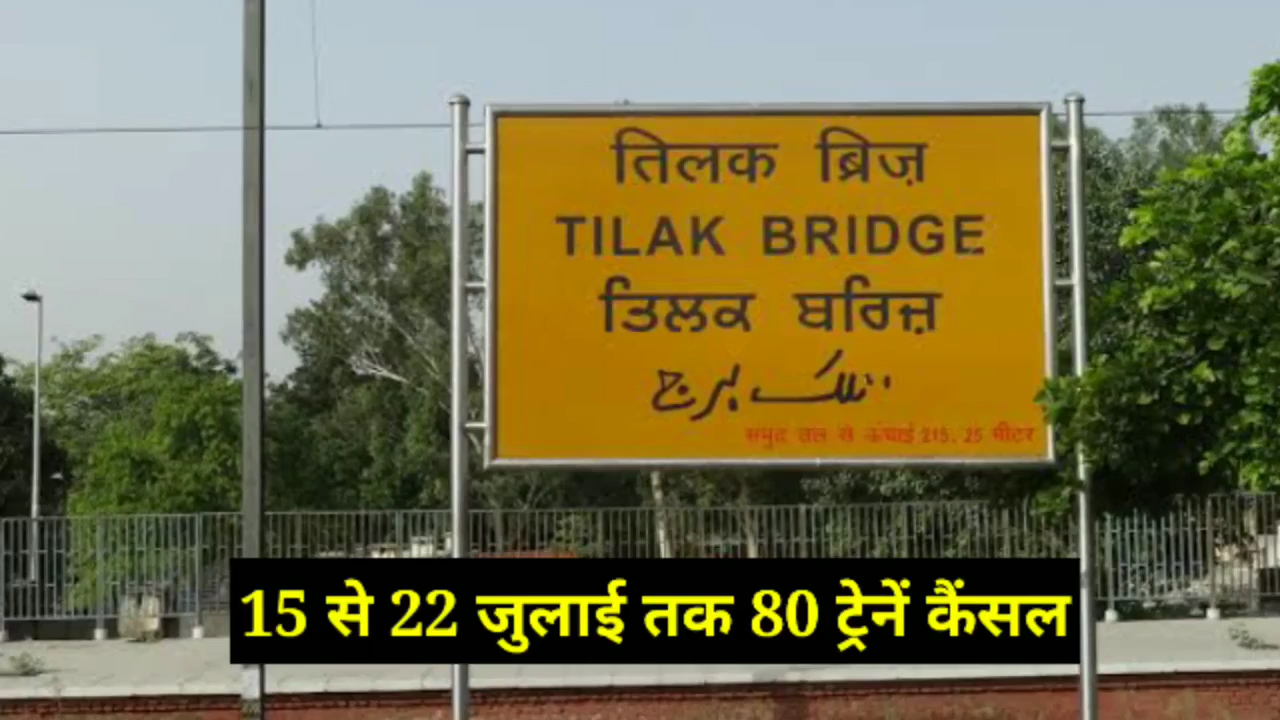 तिलक ब्रिज़
TILAK BRIDGE
ਤਿਲਕ ਬਰਿਜ਼
تلک برج
समुद्र तल से ऊंचाई 215.25 मीटर
15 से 22 जुलाई तक 80 ट्रेनें कैंसल